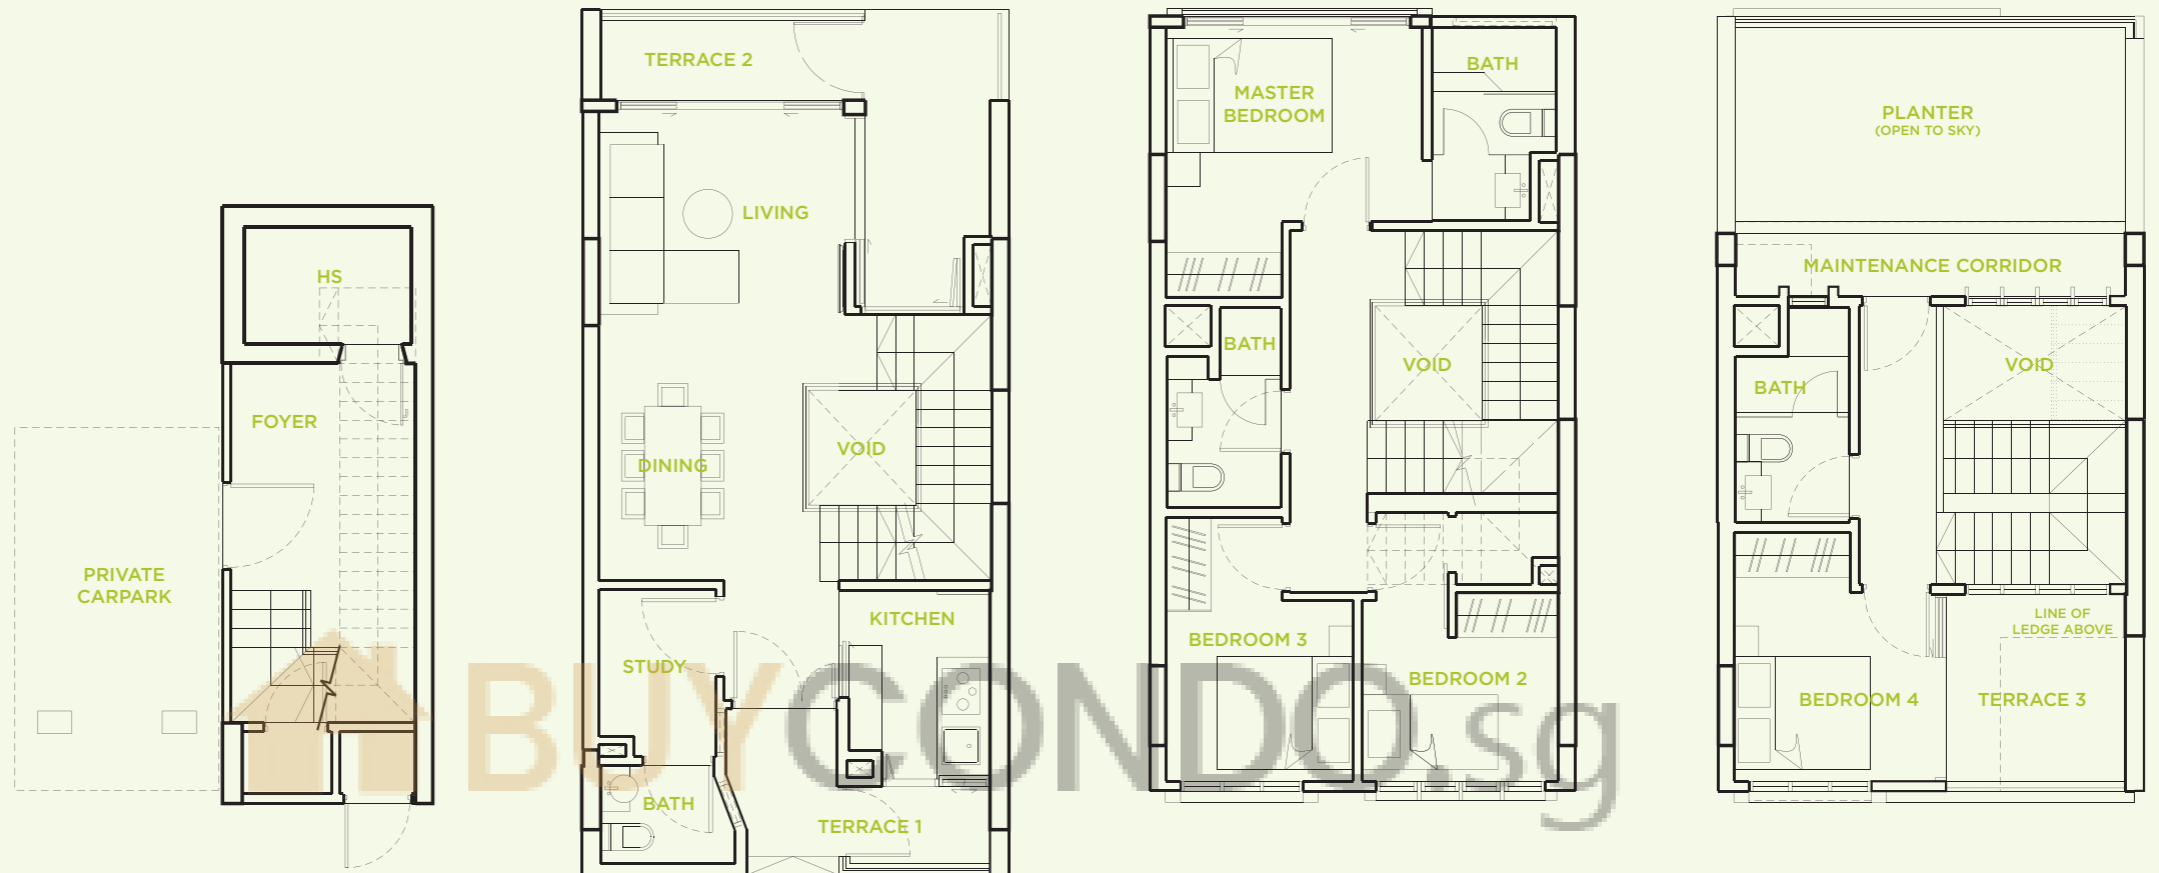 HS
FOYER
PRIVATE
CARPARK
TERRACE 2
LIVING
DINING
VOID
KITCHEN
STUDY
BATH
TERRACE 1
MASTER
BEDROOM
BATH
BATH
VOID
BEDROOM 3
BEDROOM 2
PLANTER
(OPEN TO SKY)
MAINTENANCE CORRIDOR
VOID
BATH
LINE OF
LEDGE ABOVE
BEDROOM 4
TERRACE 3
BUYCONDO.sg